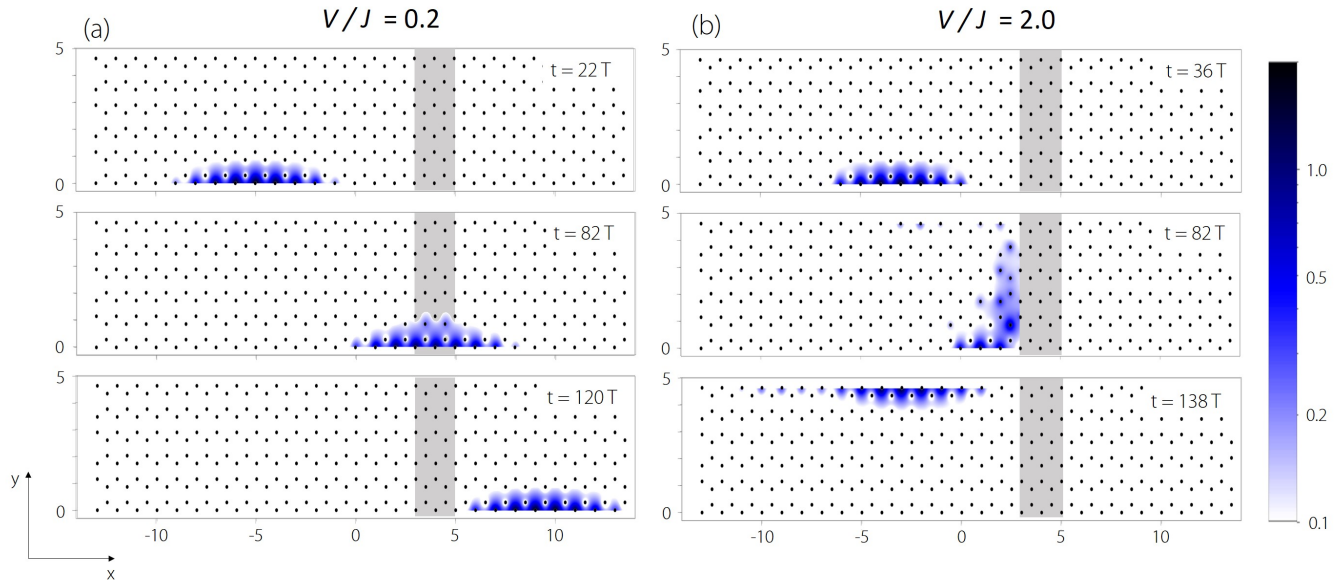 (a)
V/J = 0.2
(b)
V/J = 2.0
5
t = 22 T
0
5
t = 36 T
0
5
t = 82 T
0
5
t = 82 T
0
5
t = 120 T
0
5
t = 138 T
0
-10 -5 0 5 10
-10 -5 0 5 10
y
x
1.0
0.5
0.2
0.1